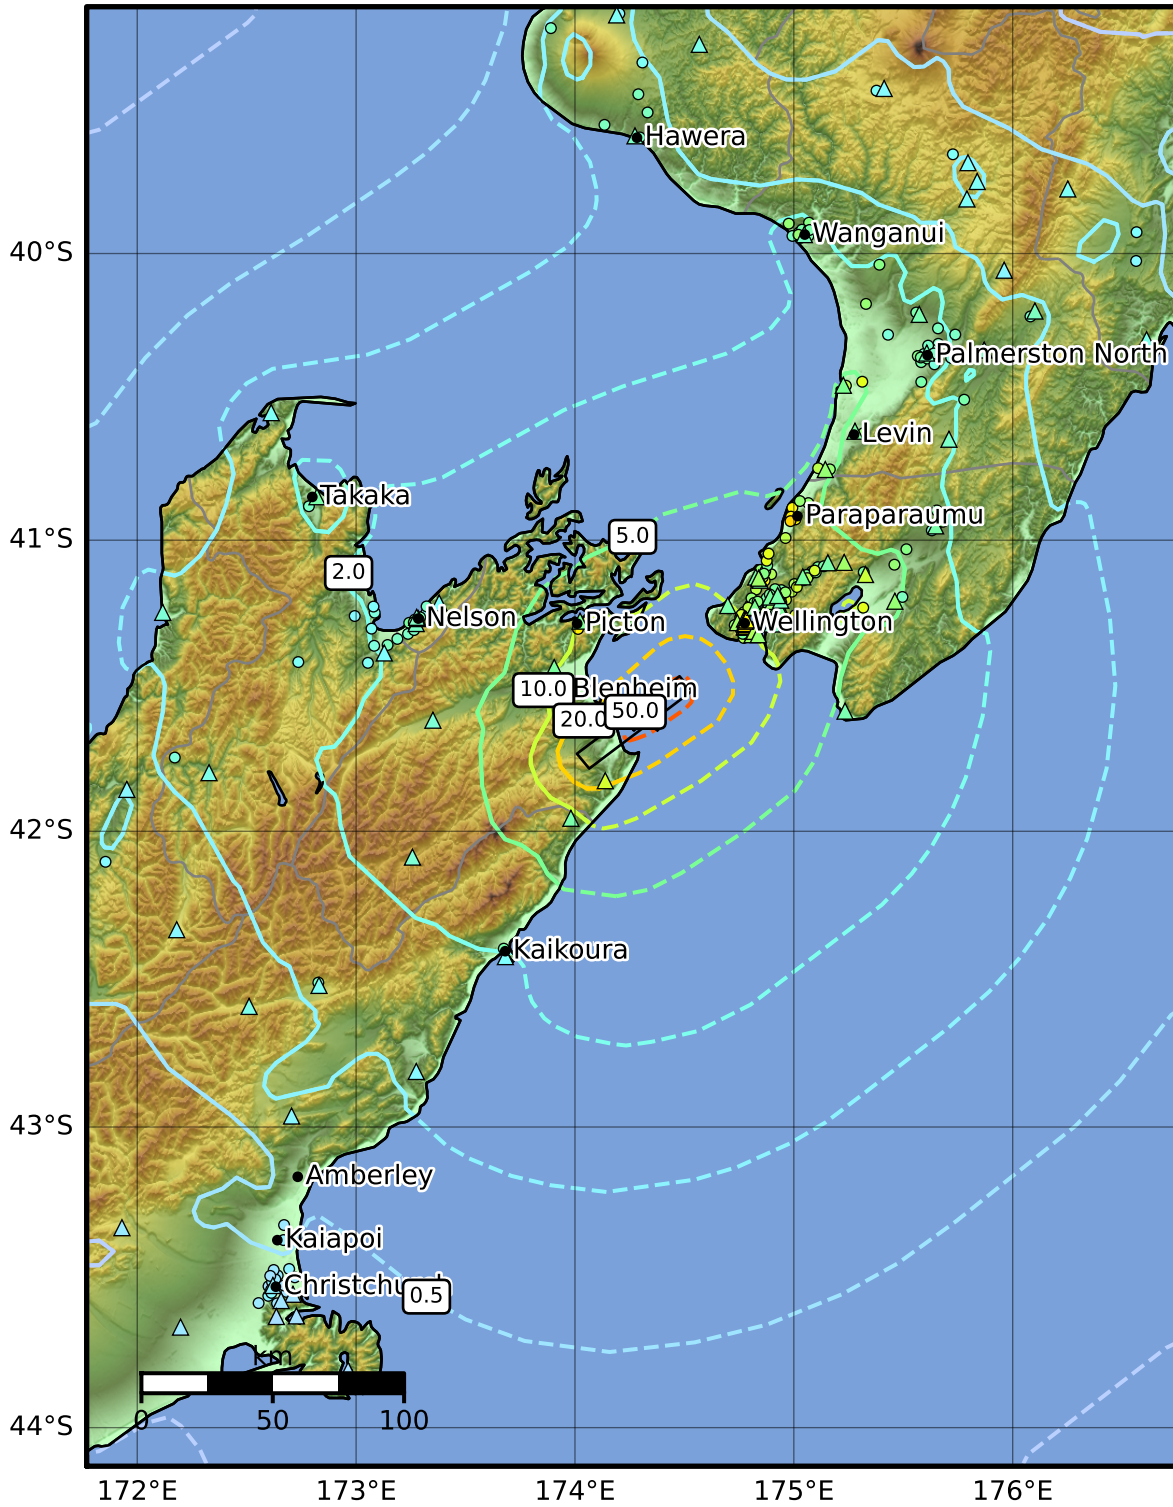 Hawera
Wanganui
40°S
Palmerston North
Levin
Takaka
Paraparaumu
41°S
5.0
2.0
Nelson
Picton
Wellington
10.0
Blenheim
20.0
50.0
42°S
Kaikoura
43°S
Amberley
Kaiapoi
Christchurch
0.5
km
0
50
100
44°S
172°E
173°E
174°E
175°E
176°E